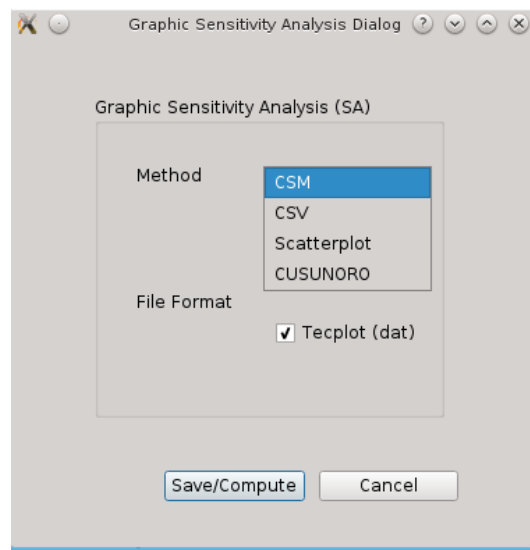 Graphic Sensitivity Analysis Dialog
Graphic Sensitivity Analysis (SA)
Method
CSM
CSV
Scatterplot
CUSUNORO
File Format
Tecplot (dat)
Save/Compute
Cancel